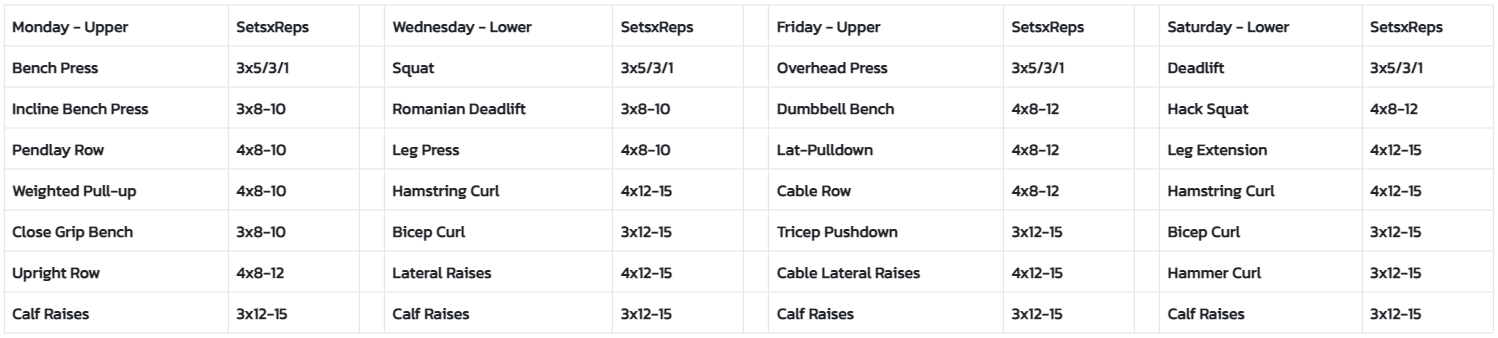 Monday - Upper SetsxReps Wednesday - Lower SetsxReps Friday - Upper SetsxReps Saturday - Lower SetsxReps
Bench Press 3x5/3/1 Squat 3x5/3/1 Overhead Press 3x5/3/1 Deadlift 3x5/3/1
Incline Bench Press 3x8-10 Romanian Deadlift 3x8-10 Dumbbell Bench 4x8-12 Hack Squat 4x8-12
Pendlay Row 4x8-10 Leg Press 4x8-10 Lat-Pulldown 4x8-12 Leg Extension 4x12-15
Weighted Pull-up 4x8-10 Hamstring Curl 4x12-15 Cable Row 4x8-12 Hamstring Curl 4x12-15
Close Grip Bench 3x8-10 Bicep Curl 3x12-15 Tricep Pushdown 3x12-15 Bicep Curl 3x12-15
Upright Row 4x8-12 Lateral Raises 4x12-15 Cable Lateral Raises 4x12-15 Hammer Curl 3x12-15
Calf Raises 3x12-15 Calf Raises 3x12-15 Calf Raises 3x12-15 Calf Raises 3x12-15